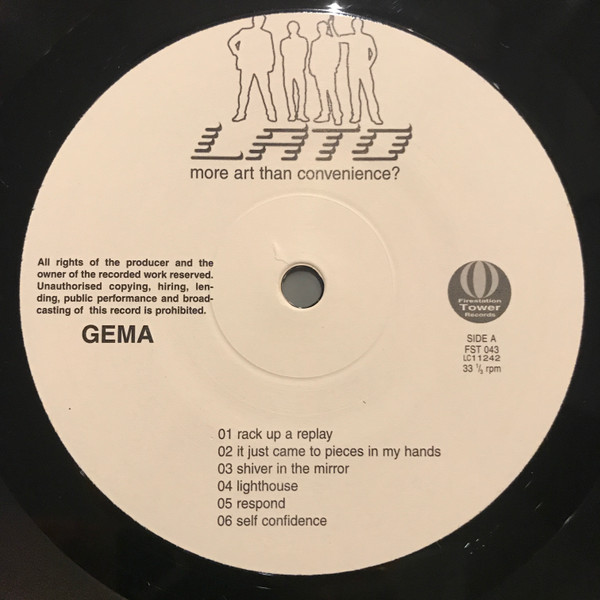 LATO
more art than convenience?
All rights of the producer and the
owner of the recorded work reserved.
Unauthorised copying, hiring, len-
ding, public performance and broad-
casting of this record is prohibited.
GEMA
Firestation
Tower
Records
SIDE A
FST 043
LC11242
33 ⅓ rpm
01 rack up a replay
02 it just came to pieces in my hands
03 shiver in the mirror
04 lighthouse
05 respond
06 self confidence